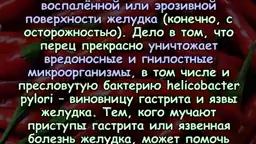 воспалённой или эрозивной
поверхности желудка (конечно, с
осторожностью). Дело в том, что
перец прекрасно уничтожает
вредоносные и гнилостные
микроорганизмы, в том числе и
пресловутую бактерию helicobacter
pylori – виновницу гастрита и язвы
желудка. Тем, кого мучают
приступы гастрита или язвенная
болезнь желудка, может помочь